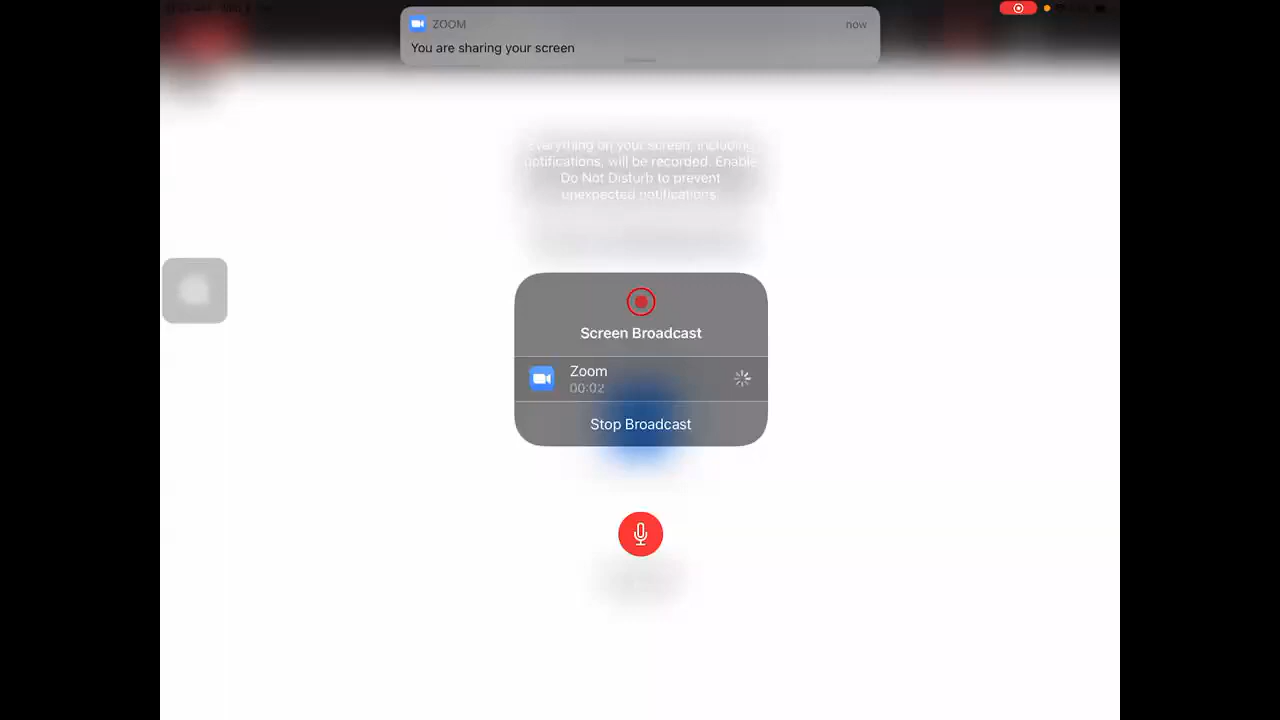 ZOOM
now
You are sharing your screen
Everything on your screen, including
notifications, will be recorded. Enable
Do Not Disturb to prevent
unexpected notifications.
Screen Broadcast
Zoom
00:02
Stop Broadcast